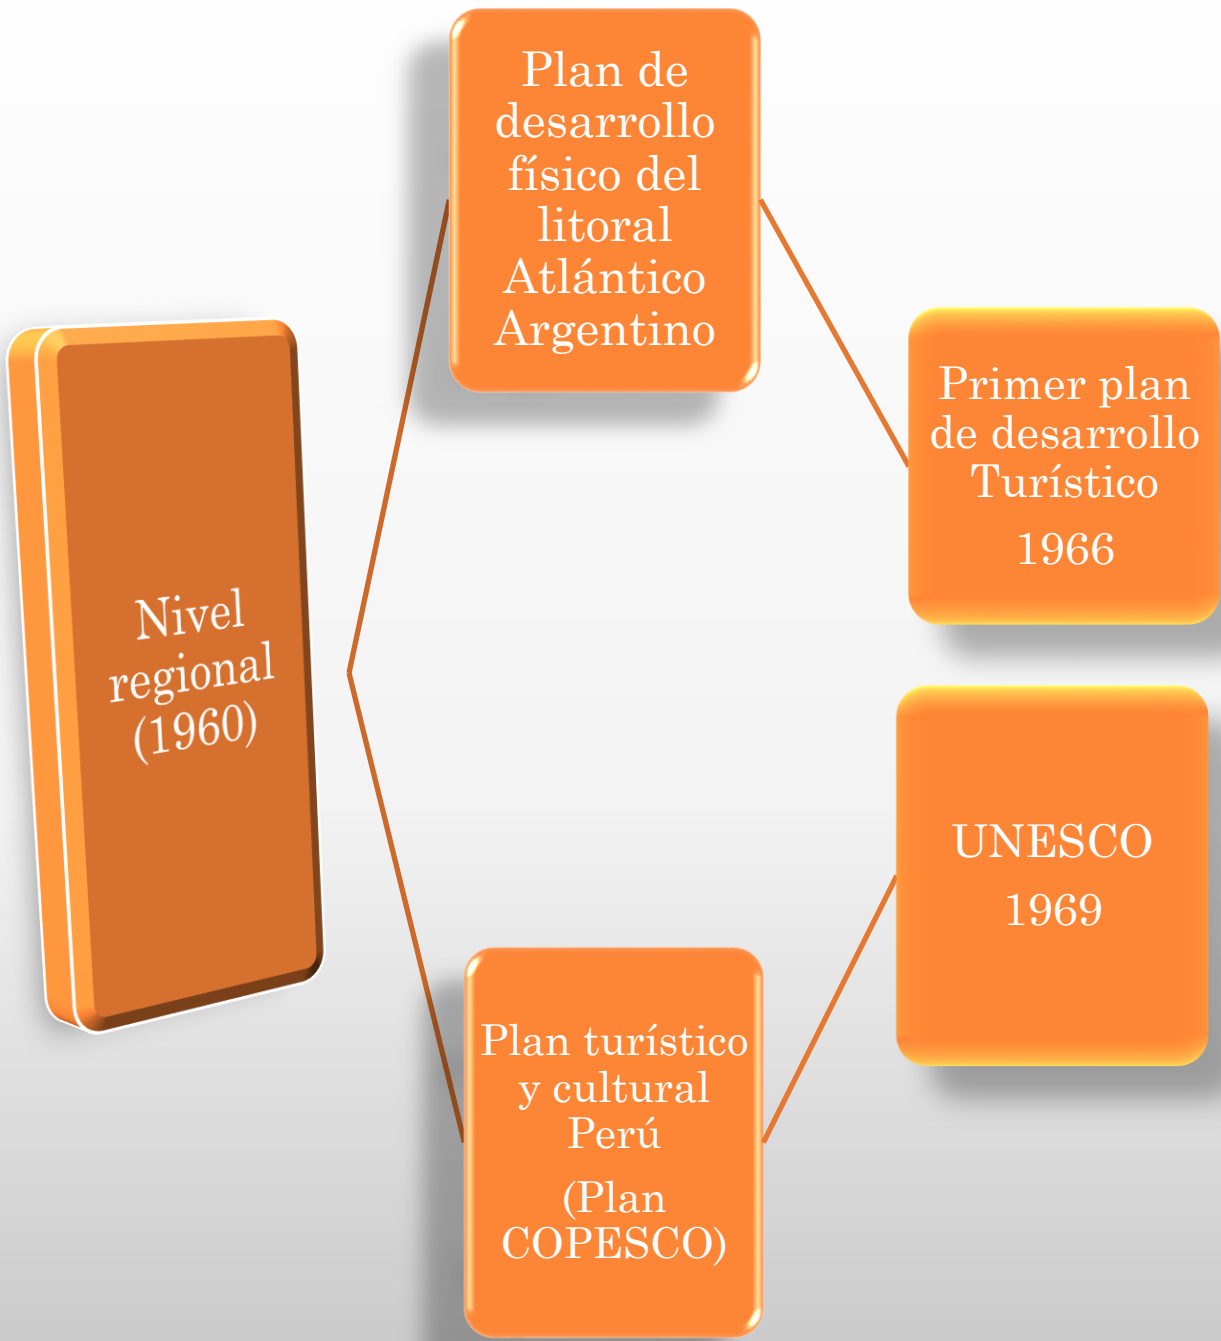 Plan de
desarrollo
físico del
litoral
Atlántico
Argentino
Primer plan
de desarrollo
Turístico
1966
Nivel
regional
(1960)
UNESCO
1969
Plan turístico
y cultural
Perú
(Plan
COPESCO)